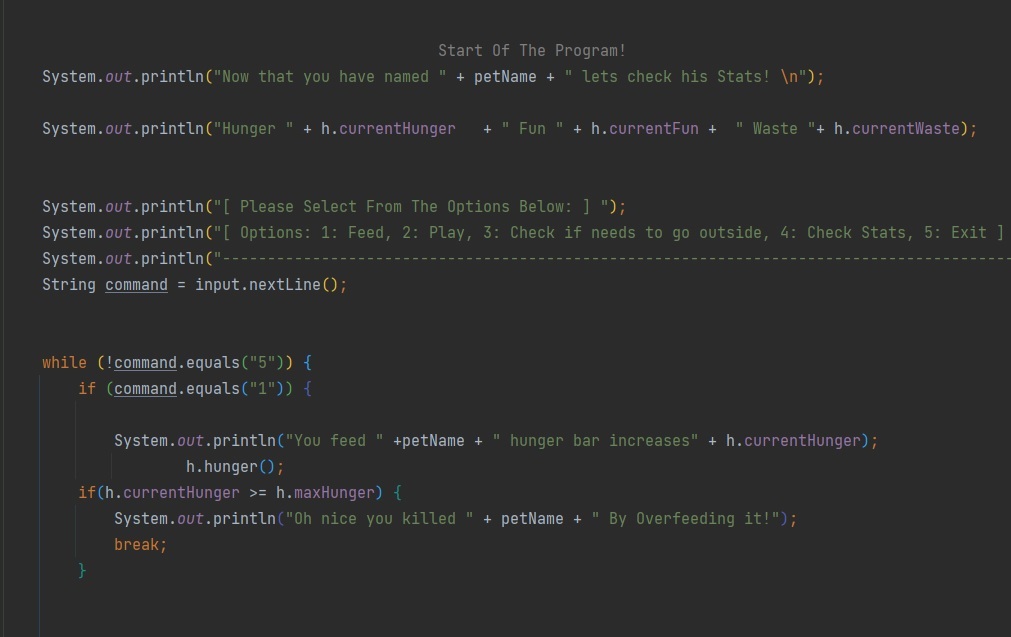 Start Of The Program!
System.out.println("Now that you have named " + petName + " lets check his Stats! \n");
System.out.println("Hunger " + h.currentHunger   + " Fun " + h.currentFun +  " Waste "+ h.currentWaste);
System.out.println("[ Please Select From The Options Below: ] ");
System.out.println("[ Options: 1: Feed, 2: Play, 3: Check if needs to go outside, 4: Check Stats, 5: Exit ]
System.out.println("----------------------------------------------------------------------------------------
String command = input.nextLine();
while (!command.equals("5")) {
if (command.equals("1")) {
System.out.println("You feed " +petName + " hunger bar increases" + h.currentHunger);
h.hunger();
if(h.currentHunger >= h.maxHunger) {
System.out.println("Oh nice you killed " + petName + " By Overfeeding it!");
break;
}